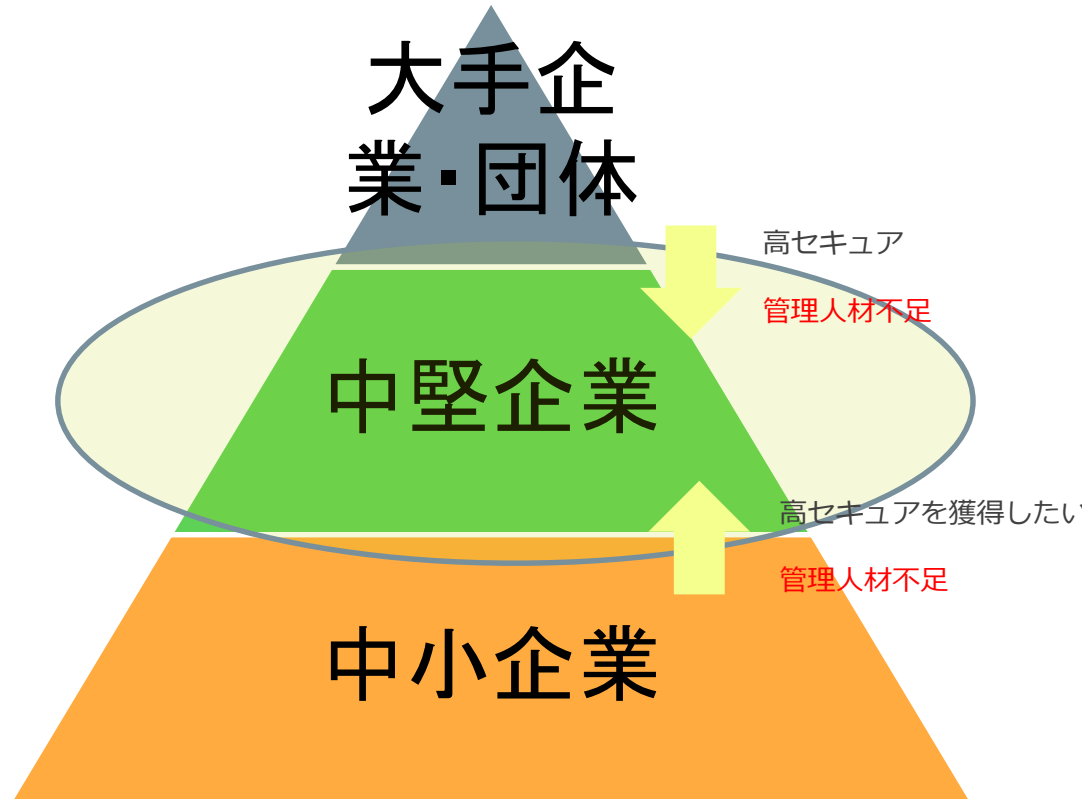 大手企
業・団体
高セキュア
管理人材不足
中堅企業
高セキュアを獲得したい
管理人材不足
中小企業